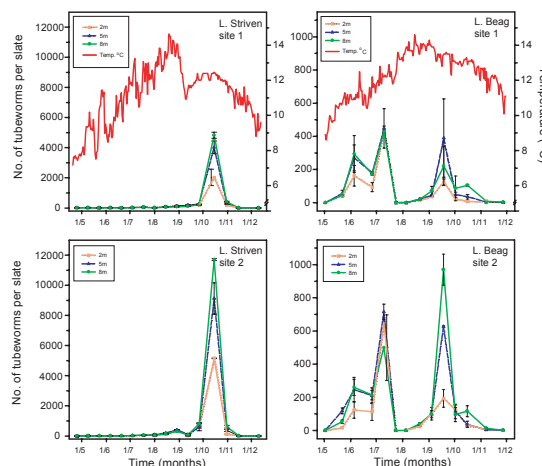 L. Striven
site 1
2m
5m
8m
Temp.°C
No. of tubeworms per slate
12000
10000
8000
6000
4000
2000
0
14
12
10
8
6
1/5 1/6 1/7 1/8 1/9 1/10 1/11 1/12
L. Beag
site 1
2m
5m
8m
Temp.°C
1000
800
600
400
200
0
14
12
10
8
6
1/5 1/6 1/7 1/8 1/9 1/10 1/11 1/12
L. Striven
site 2
2m
5m
8m
No. of tubeworms per slate
12000
10000
8000
6000
4000
2000
0
1/5 1/6 1/7 1/8 1/9 1/10 1/11 1/12
Time (months)
L. Beag
site 2
2m
5m
8m
1000
800
600
400
200
0
1/5 1/6 1/7 1/8 1/9 1/10 1/11 1/12
Time (months)